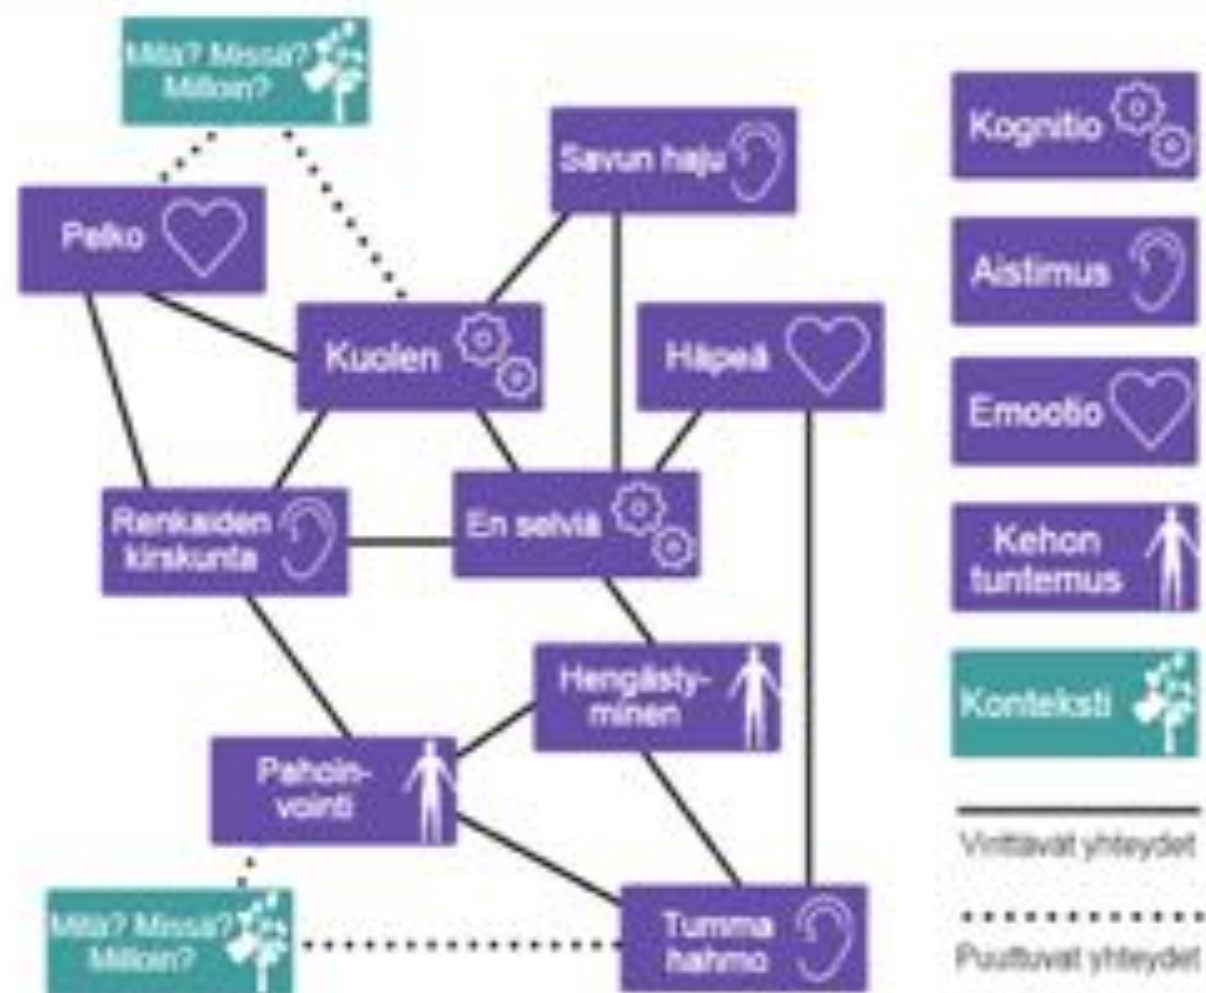 Mitä? Missä?
Milloin?
Savun haju
Pelko
Kuolen
Häpeä
Renkaiden
kirskunta
En selviä
Hengästy-
minen
Pahoin-
vointi
Mitä? Missä?
Milloin?
Tumma
hahmo
Kognitio
Aistimus
Emootio
Kehon
tuntemus
Konteksti
Virittävät yhteydet
Puuttuvat yhteydet